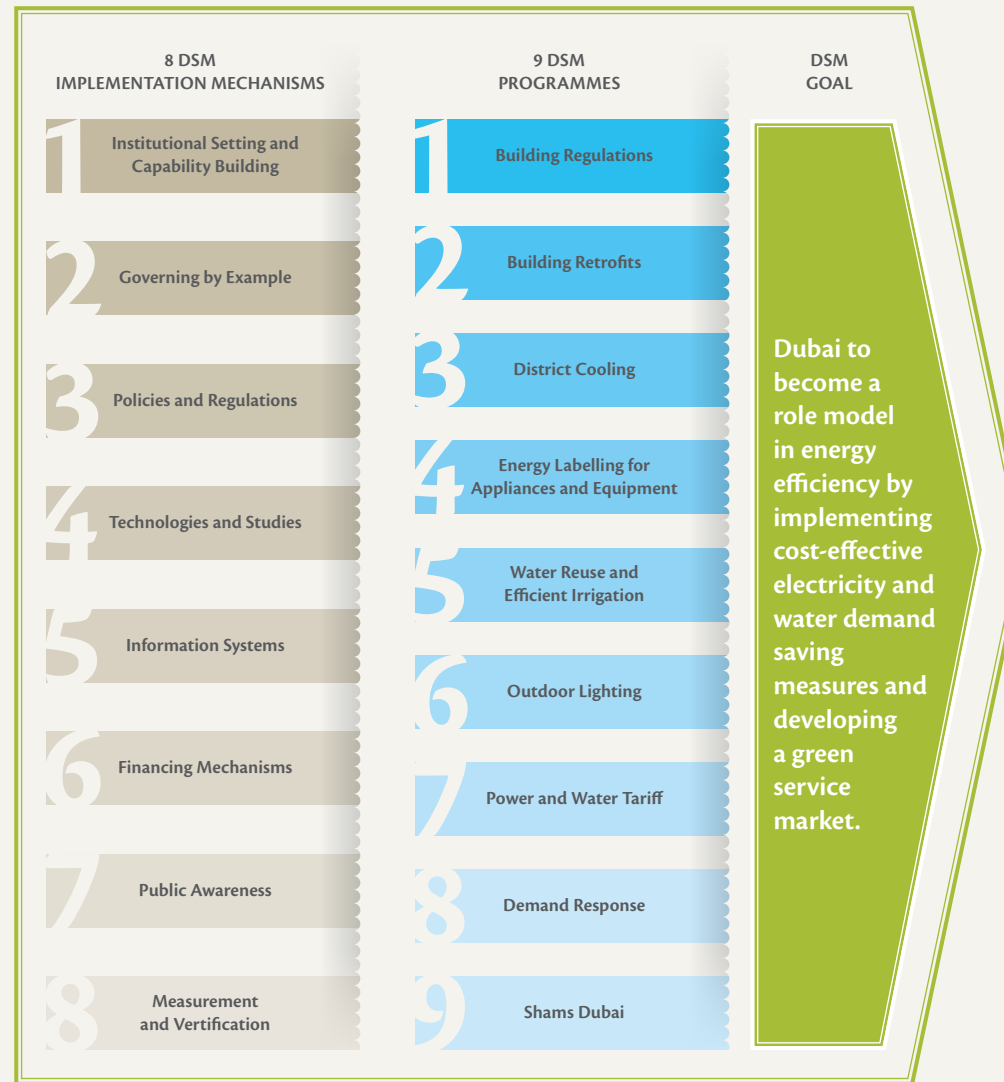 8 DSM
IMPLEMENTATION MECHANISMS
1
Institutional Setting and
Capability Building
2
Governing by Example
3
Policies and Regulations
4
Technologies and Studies
5
Information Systems
6
Financing Mechanisms
7
Public Awareness
8
Measurement
and Vertification
9 DSM
PROGRAMMES
1
Building Regulations
2
Building Retrofits
3
District Cooling
4
Energy Labelling for
Appliances and Equipment
5
Water Reuse and
Efficient Irrigation
6
Outdoor Lighting
7
Power and Water Tariff
8
Demand Response
9
Shams Dubai
DSM
GOAL
Dubai to
become a
role model
in energy
efficiency by
implementing
cost-effective
electricity and
water demand
saving
measures and
developing
a green
service
market.